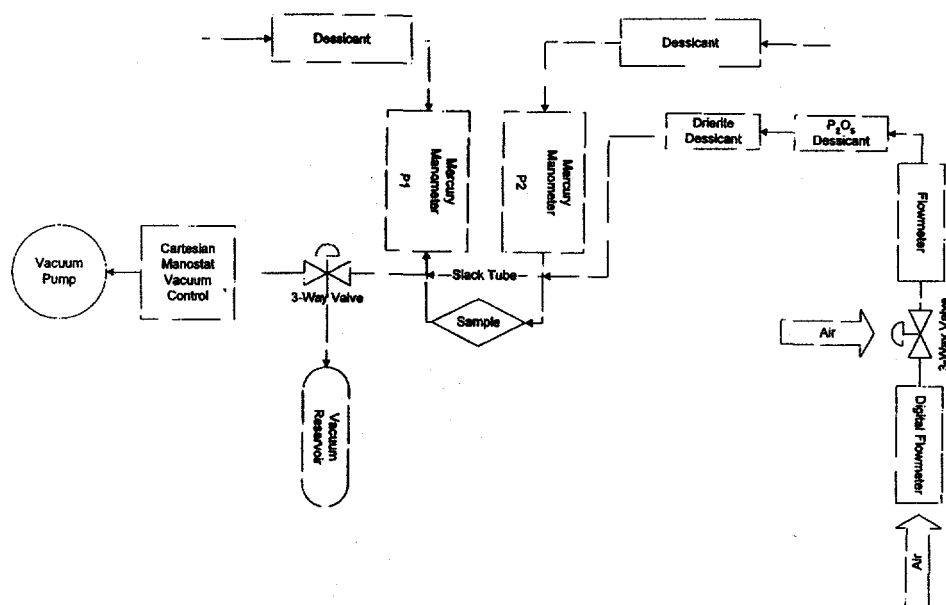 Dessicant
Dessicant
Drierite
Dessicant
P₂O₅
Dessicant
Mercury
Manometer
P1
Mercury
Manometer
P2
Flowmeter
Vacuum
Pump
Cartesian
Manostat
Vacuum
Control
3-Way Valve
Slack Tube
Sample
Air
3-Way Valve
Vacuum
Reservoir
Digital Flowmeter
Air